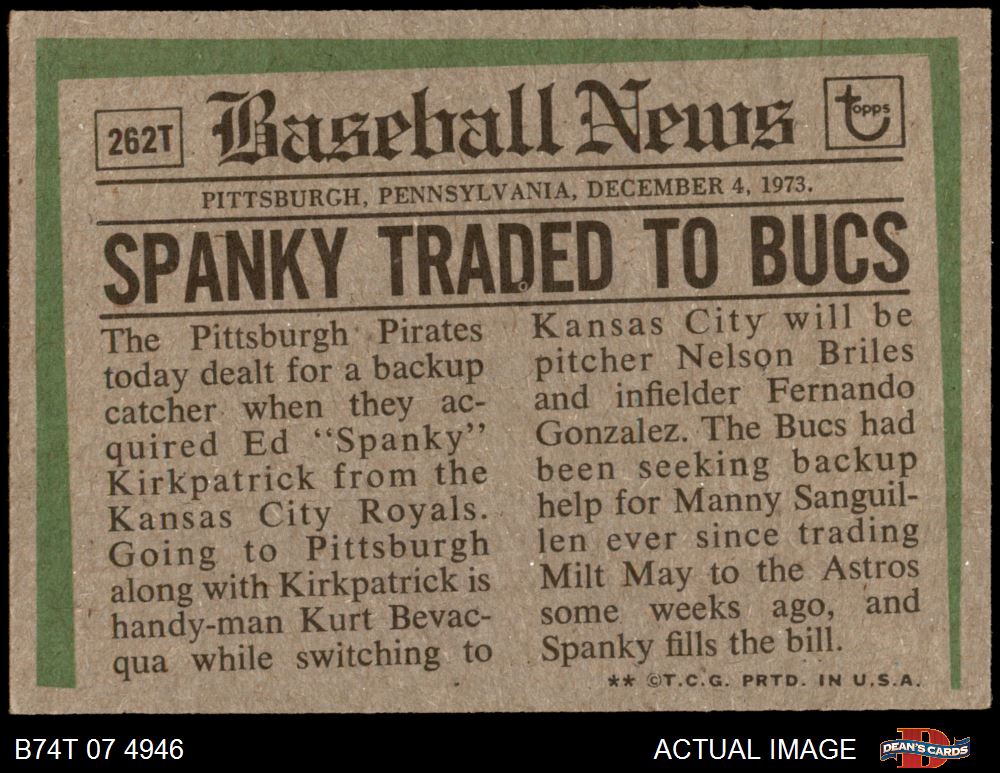 262T
Baseball News
topps
PITTSBURGH, PENNSYLVANIA, DECEMBER 4, 1973.
SPANKY TRADED TO BUCS
The Pittsburgh Pirates
today dealt for a backup
catcher when they ac-
quired Ed "Spanky"
Kirkpatrick from the
Kansas City Royals.
Going to Pittsburgh
along with Kirkpatrick is
handy-man Kurt Bevac-
qua while switching to
Kansas City will be
pitcher Nelson Briles
and infielder Fernando
Gonzalez. The Bucs had
been seeking backup
help for Manny Sanguil-
len ever since trading
Milt May to the Astros
some weeks ago, and
Spanky fills the bill.
** ©T.C.G. PRTD. IN U.S.A.
B74T 07 4946
ACTUAL IMAGE
DEAN'S CARDS